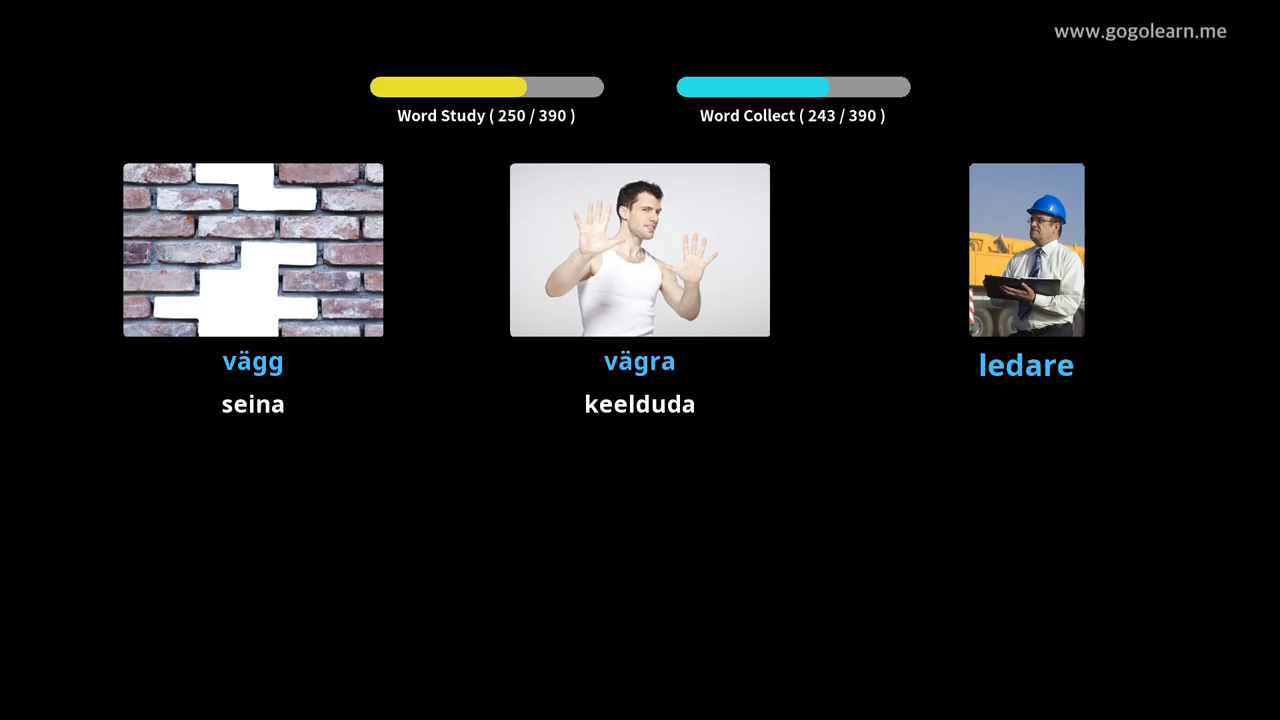 www.gogolearn.me
Word Study ( 250 / 390 )
Word Collect ( 243 / 390 )
vägg
vägra
ledare
seina
keelduda